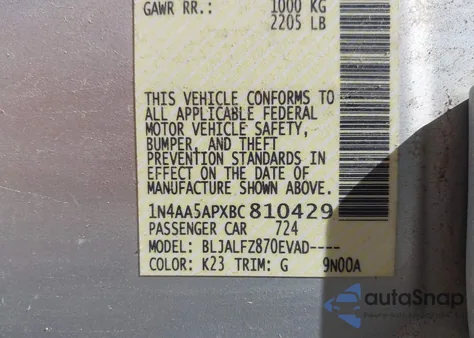 GAWR RR.: 1000 KG
2205 LB
THIS VEHICLE CONFORMS TO
ALL APPLICABLE FEDERAL
MOTOR VEHICLE SAFETY,
BUMPER, AND THEFT
PREVENTION STANDARDS IN
EFFECT ON THE DATE OF
MANUFACTURE SHOWN ABOVE.
1N4AA5APXBC810429
PASSENGER CAR 724
MODEL: BLJALFZ870EVAD----
COLOR: K23 TRIM: G 9N00A
autoSnap